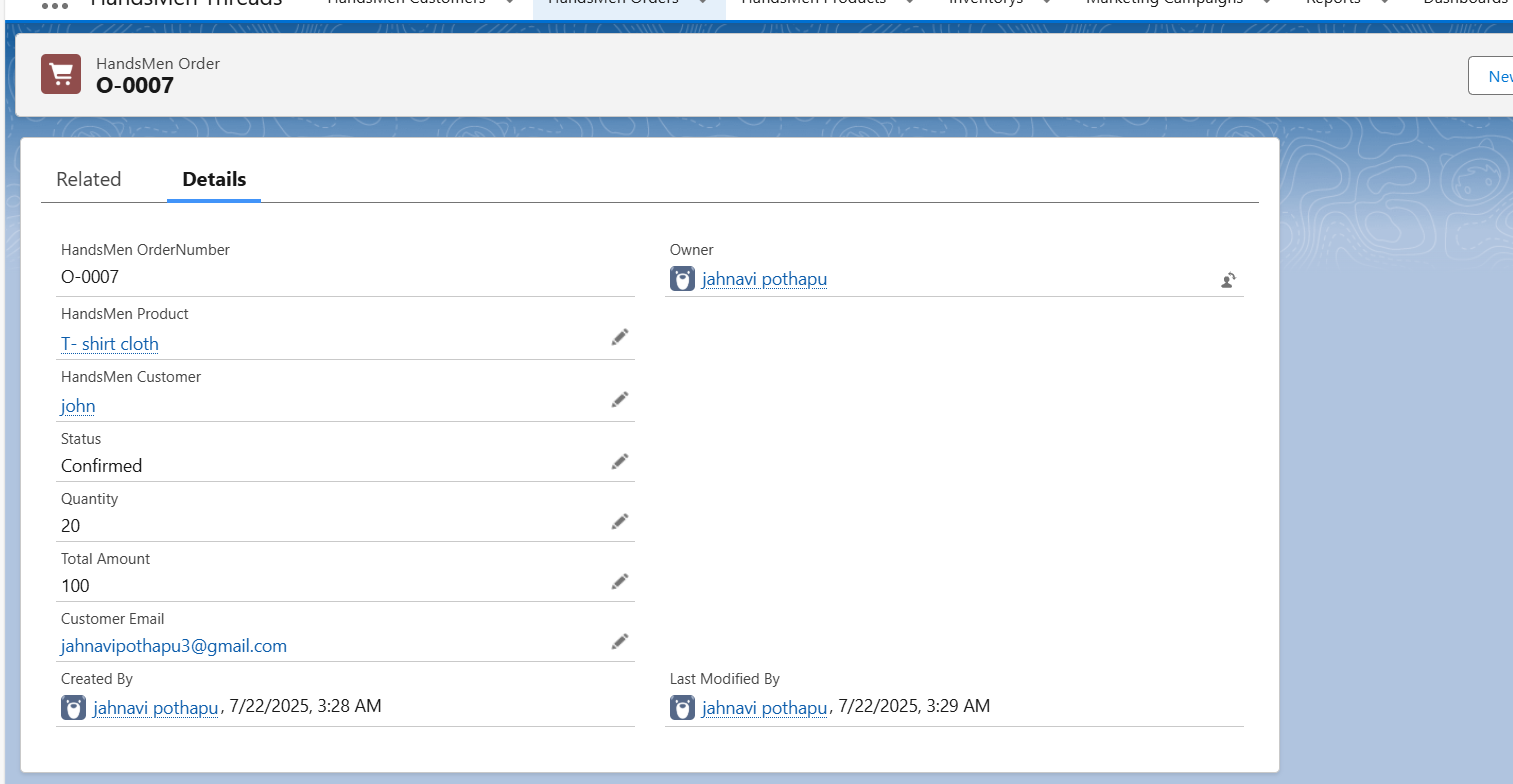 HandsMen Threads HandsMen Customers HandsMen Orders HandsMen Products Inventorys Marketing Campaigns Reports Dashboards
HandsMen Order
O-0007
New
Related Details
HandsMen OrderNumber
O-0007
Owner
jahnavi pothapu
HandsMen Product
T- shirt cloth
HandsMen Customer
john
Status
Confirmed
Quantity
20
Total Amount
100
Customer Email
jahnavipothapu3@gmail.com
Created By
jahnavi pothapu, 7/22/2025, 3:28 AM
Last Modified By
jahnavi pothapu, 7/22/2025, 3:29 AM